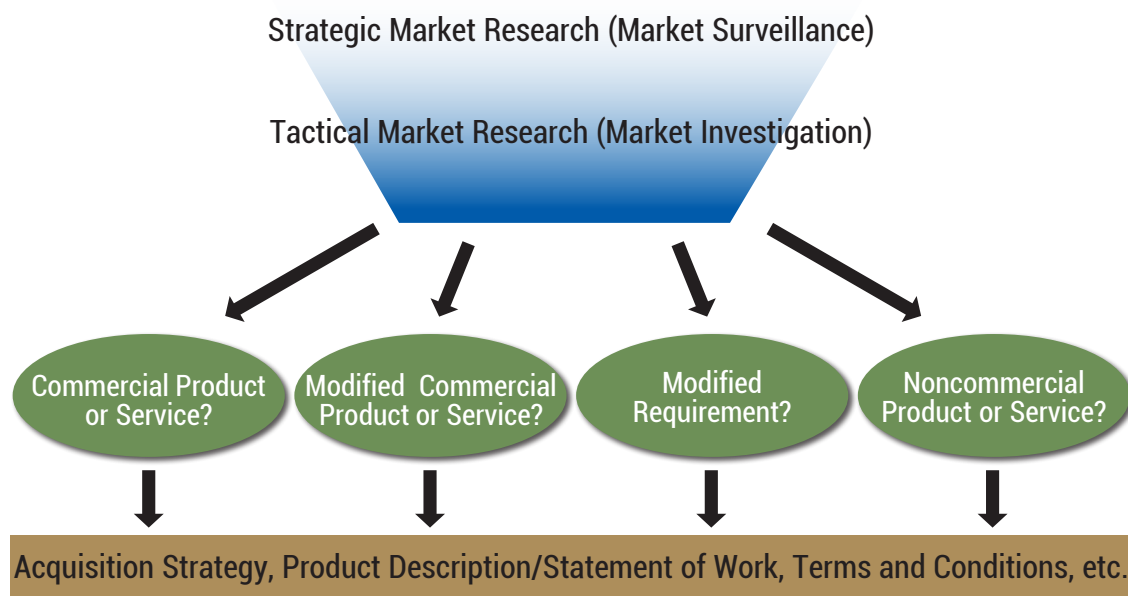 Strategic Market Research (Market Surveillance)
Tactical Market Research (Market Investigation)
Commercial Product
or Service?
Modified Commercial
Product or Service?
Modified
Requirement?
Noncommercial
Product or Service?
Acquisition Strategy, Product Description/Statement of Work, Terms and Conditions, etc.